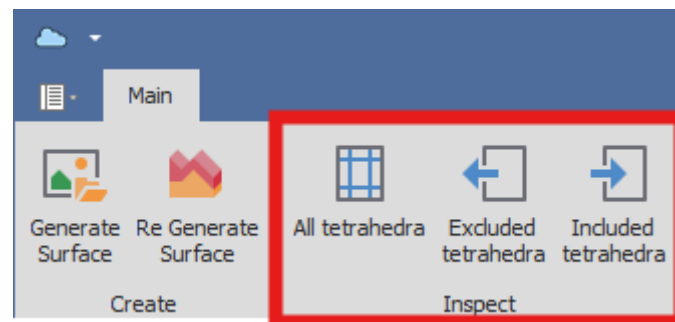 Main
Generate
Surface
Re Generate
Surface
All tetrahedra
Excluded
tetrahedra
Included
tetrahedra
Create
Inspect